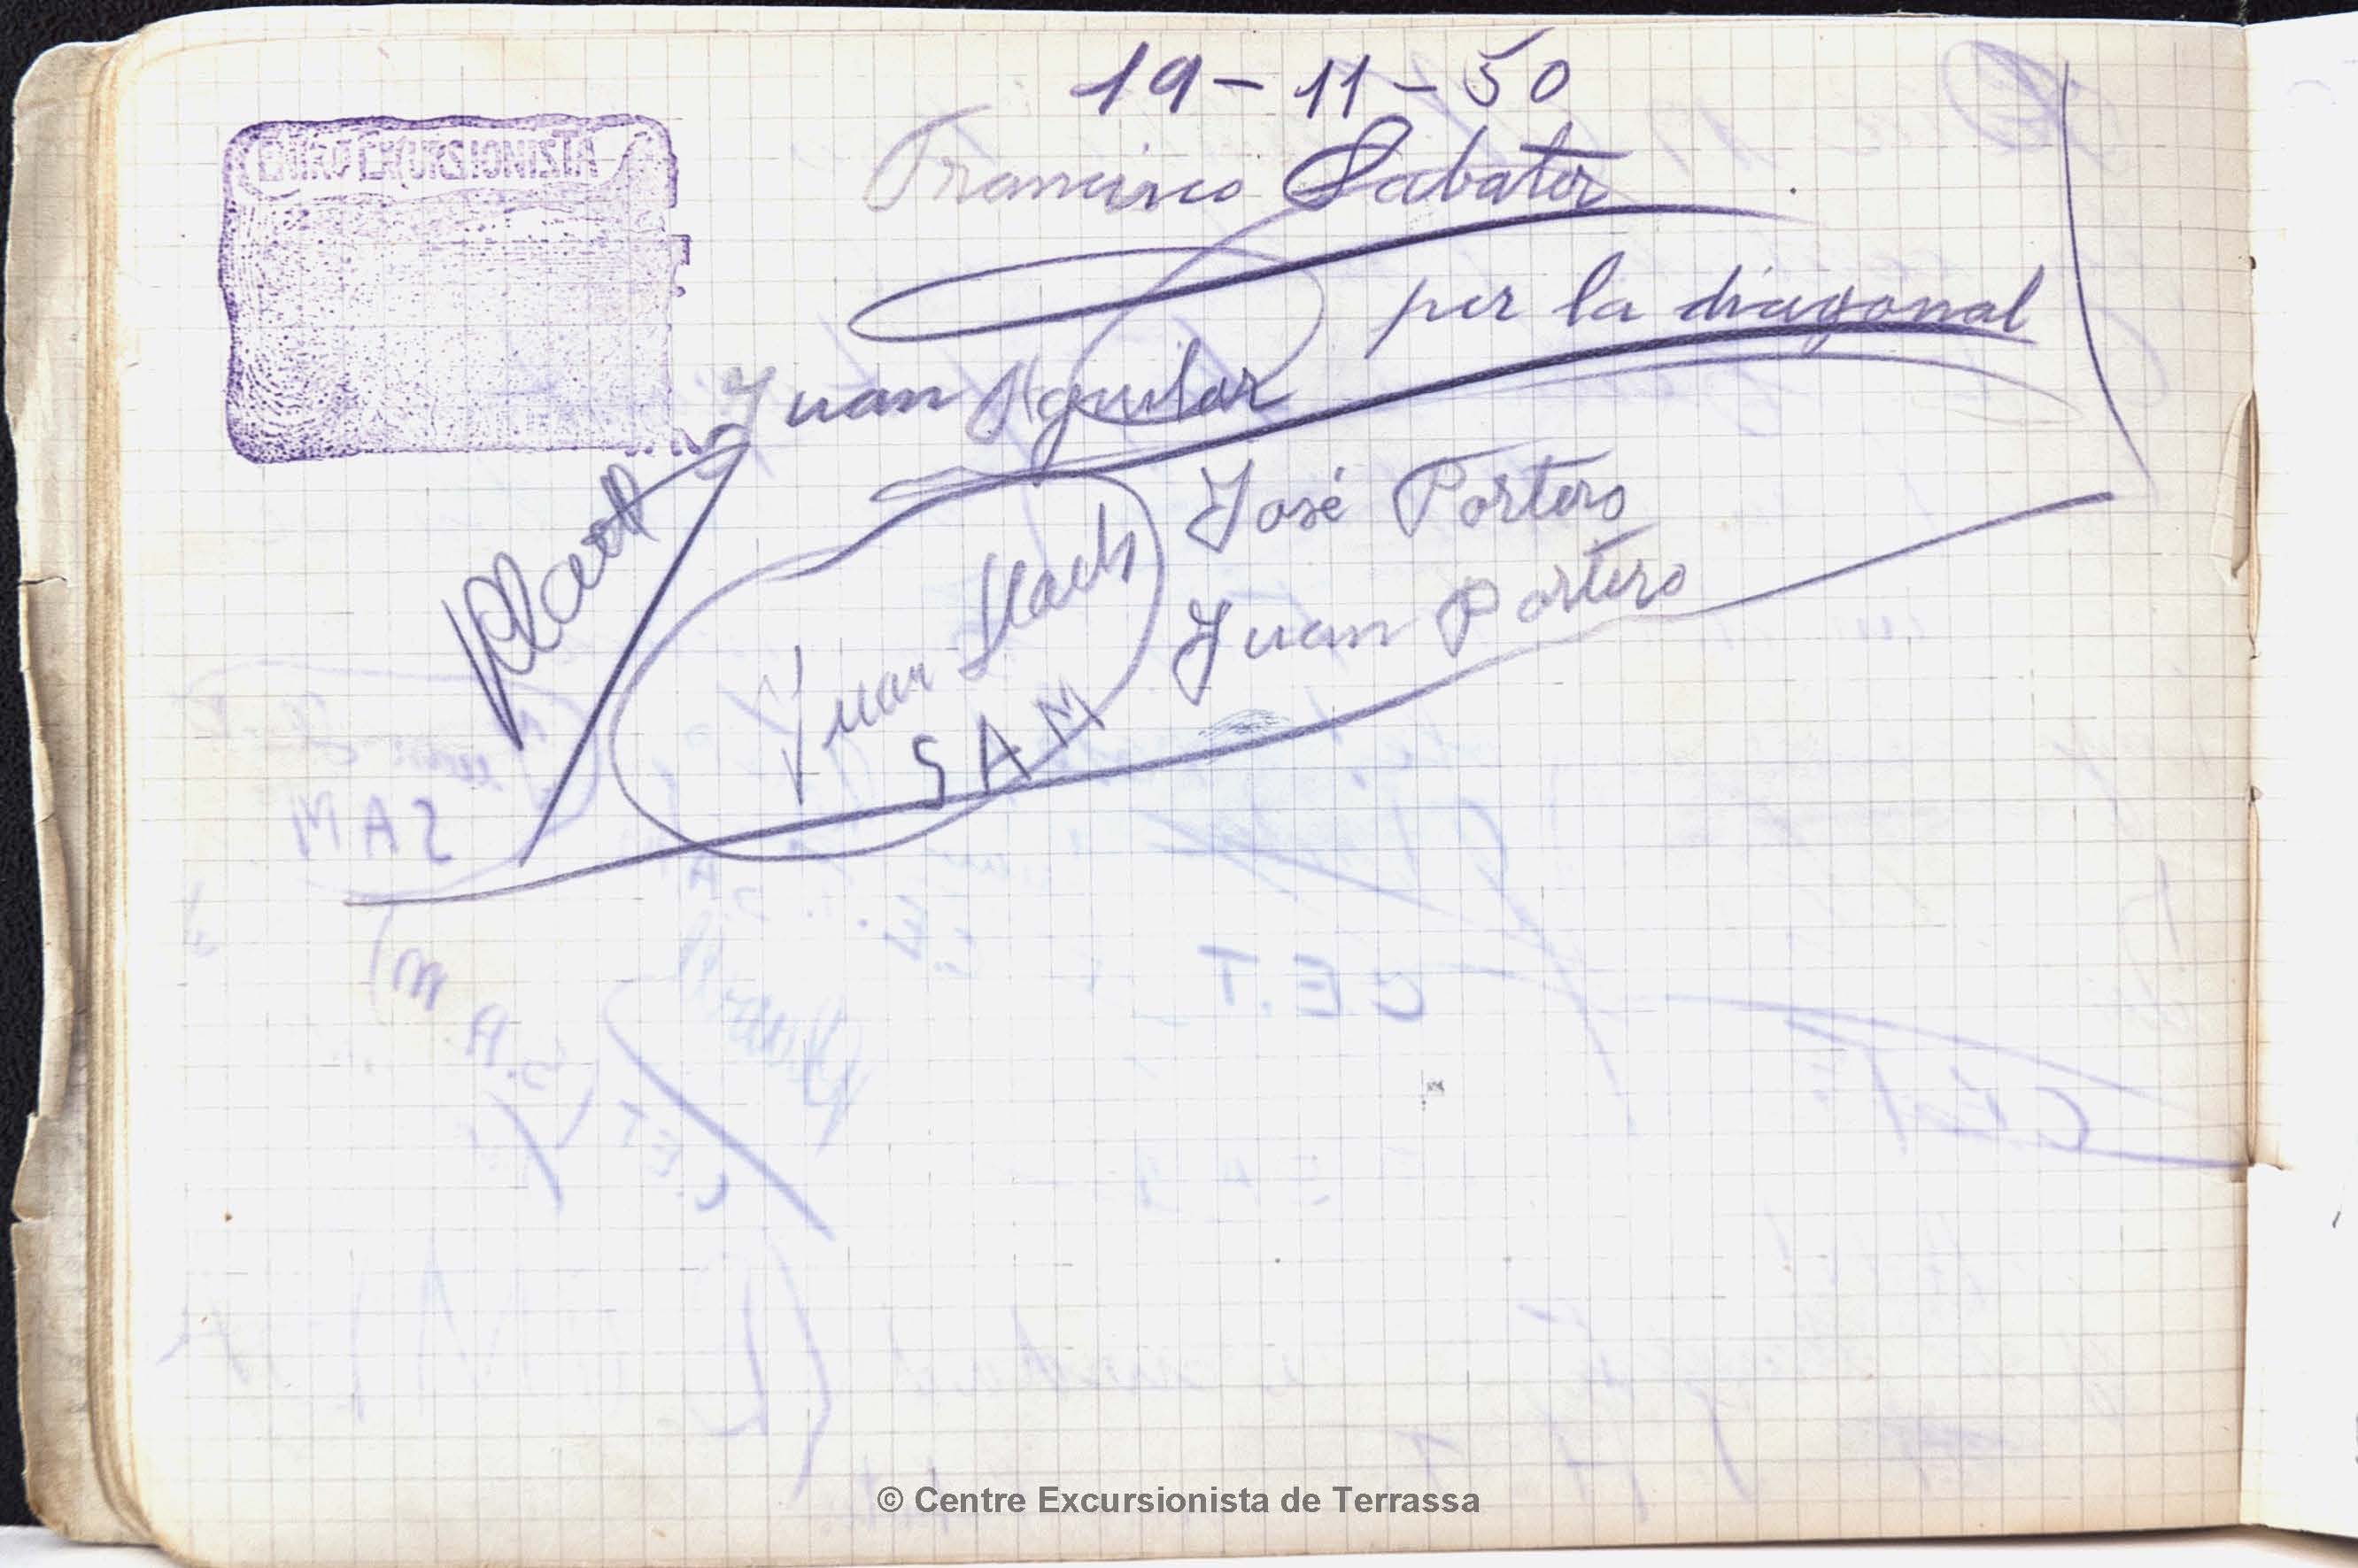 19-11-50
CENTRO EXCURSIONISTA
Francisco Sabater
per la diagonal
Juan Aguilar
José Portero
Juan Portero
Juan Llach
SAM
© Centre Excursionista de Terrassa